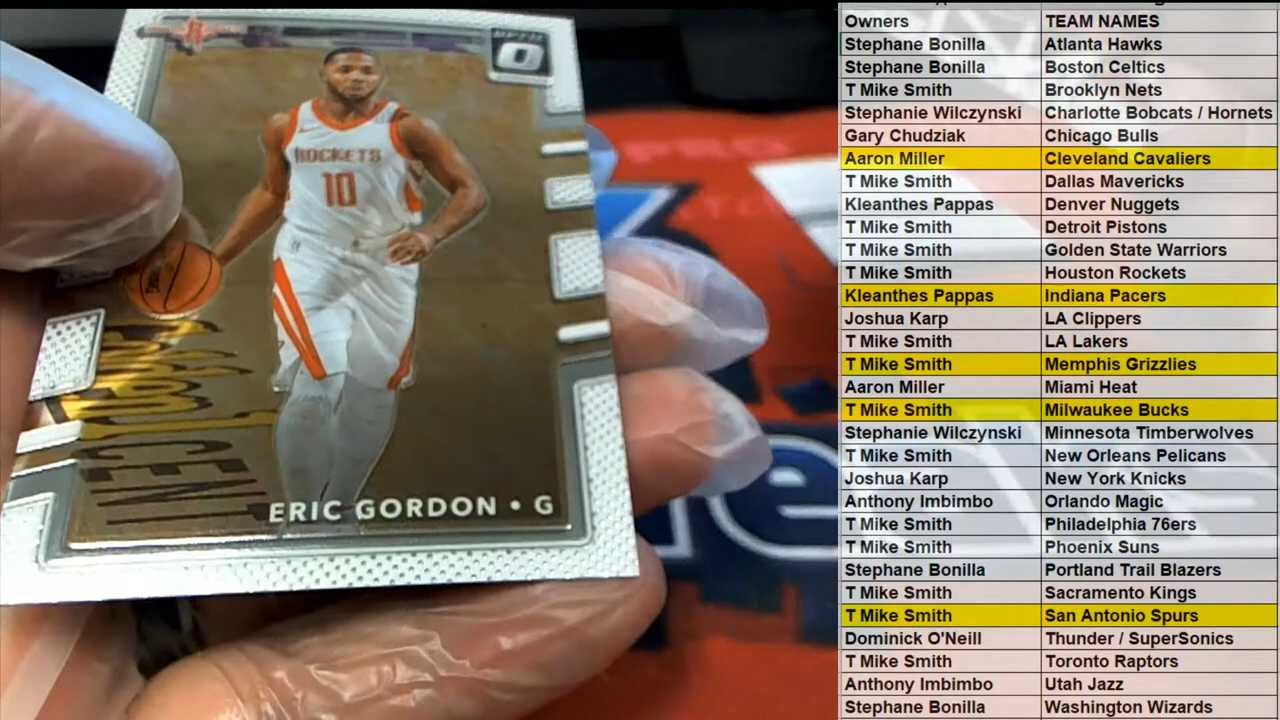 ROCKETS
10
CENT
ERIC GORDON • G
PRO
Owners TEAM NAMES
Stephane Bonilla Atlanta Hawks
Stephane Bonilla Boston Celtics
T Mike Smith Brooklyn Nets
Stephanie Wilczynski Charlotte Bobcats / Hornets
Gary Chudziak Chicago Bulls
Aaron Miller Cleveland Cavaliers
T Mike Smith Dallas Mavericks
Kleanthes Pappas Denver Nuggets
T Mike Smith Detroit Pistons
T Mike Smith Golden State Warriors
T Mike Smith Houston Rockets
Kleanthes Pappas Indiana Pacers
Joshua Karp LA Clippers
T Mike Smith LA Lakers
T Mike Smith Memphis Grizzlies
Aaron Miller Miami Heat
T Mike Smith Milwaukee Bucks
Stephanie Wilczynski Minnesota Timberwolves
T Mike Smith New Orleans Pelicans
Joshua Karp New York Knicks
Anthony Imbimbo Orlando Magic
T Mike Smith Philadelphia 76ers
T Mike Smith Phoenix Suns
Stephane Bonilla Portland Trail Blazers
T Mike Smith Sacramento Kings
T Mike Smith San Antonio Spurs
Dominick O'Neill Thunder / SuperSonics
T Mike Smith Toronto Raptors
Anthony Imbimbo Utah Jazz
Stephane Bonilla Washington Wizards